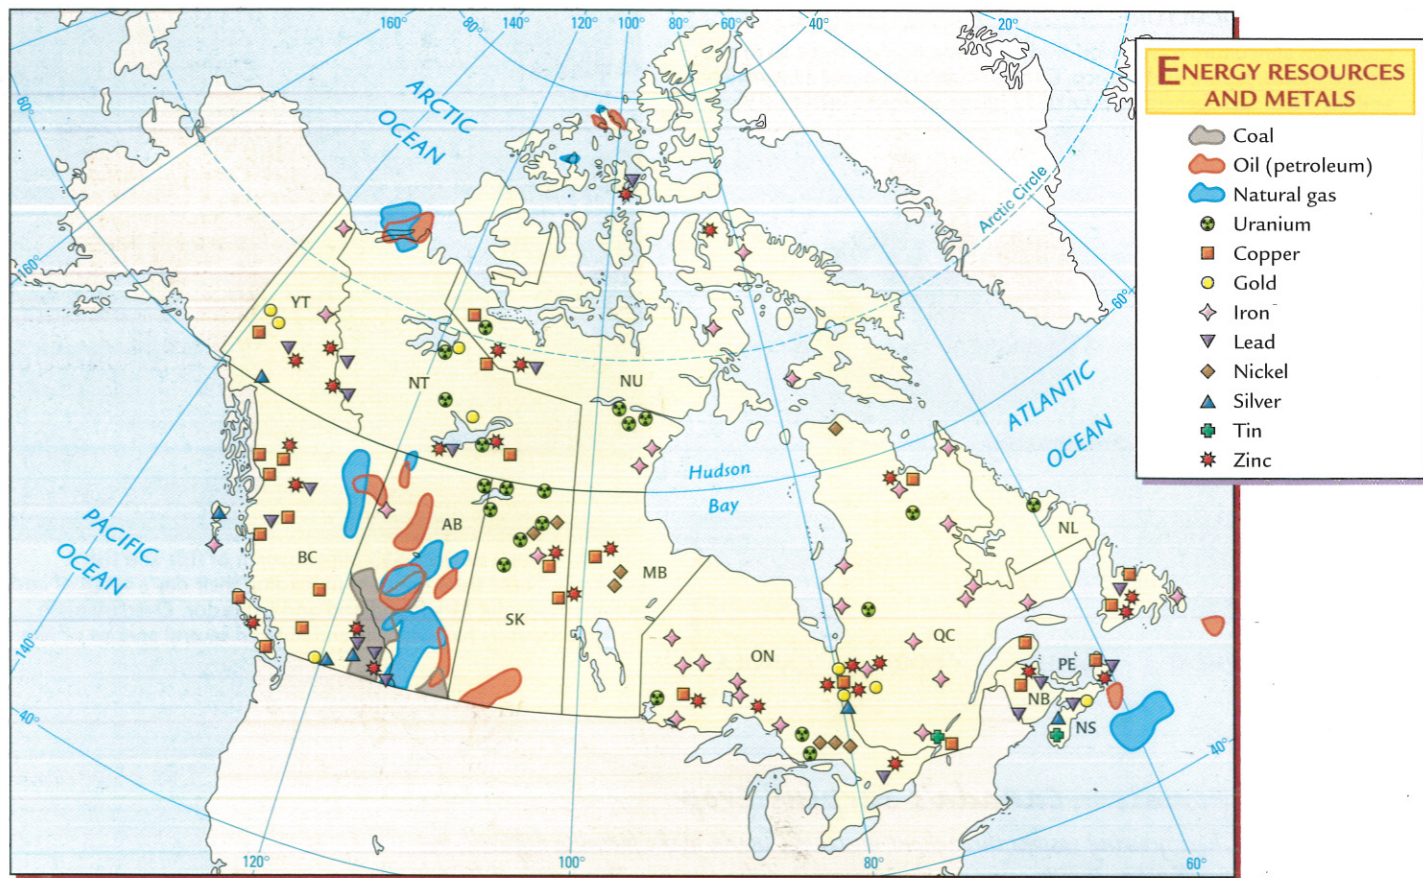 160°
80°
140°
120°
100°
80°
60°
40°
20°
60°
ARCTIC
OCEAN
Arctic Circle
160°
60°
YT
NT
NU
ATLANTIC
OCEAN
Hudson
Bay
PACIFIC
OCEAN
BC
AB
SK
MB
ON
QC
NL
PE
NB
NS
140°
40°
40°
120°
100°
80°
60°
ENERGY RESOURCES
AND METALS
Coal
Oil (petroleum)
Natural gas
Uranium
Copper
Gold
Iron
Lead
Nickel
Silver
Tin
Zinc